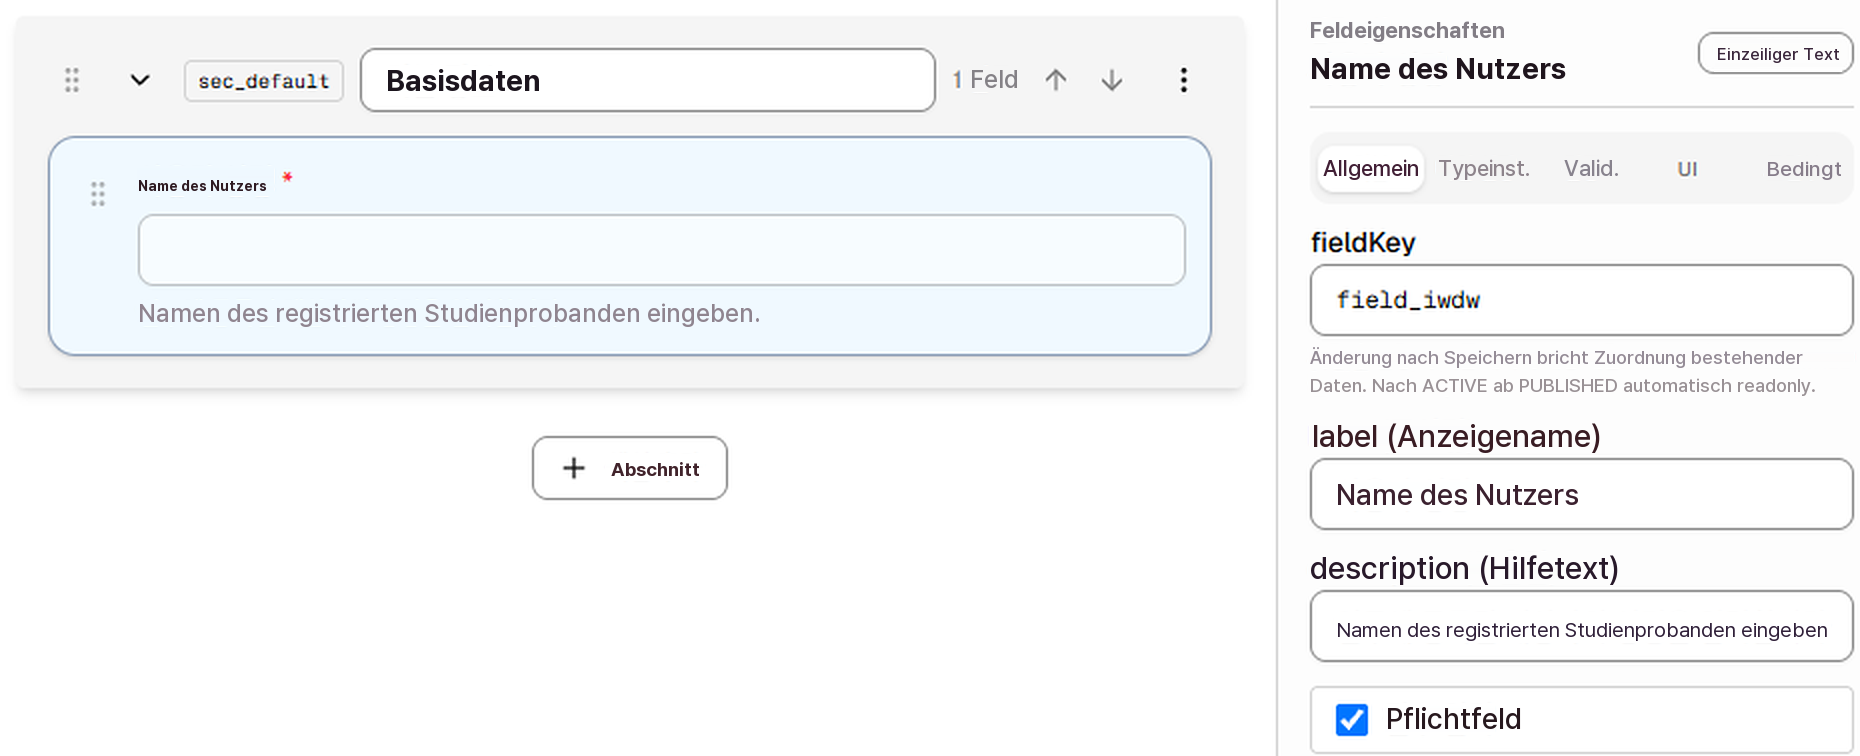 sec_default
Basisdaten
1 Feld
Name des Nutzers *
Namen des registrierten Studienprobanden eingeben.
+ Abschnitt
Feldeigenschaften
Name des Nutzers
Einzeiliger Text
Allgemein Typeinst. Valid. UI Bedingt
fieldKey
field_iwdw
Änderung nach Speichern bricht Zuordnung bestehender
Daten. Nach ACTIVE ab PUBLISHED automatisch readonly.
label (Anzeigename)
Name des Nutzers
description (Hilfetext)
Namen des registrierten Studienprobanden eingeben
Pflichtfeld